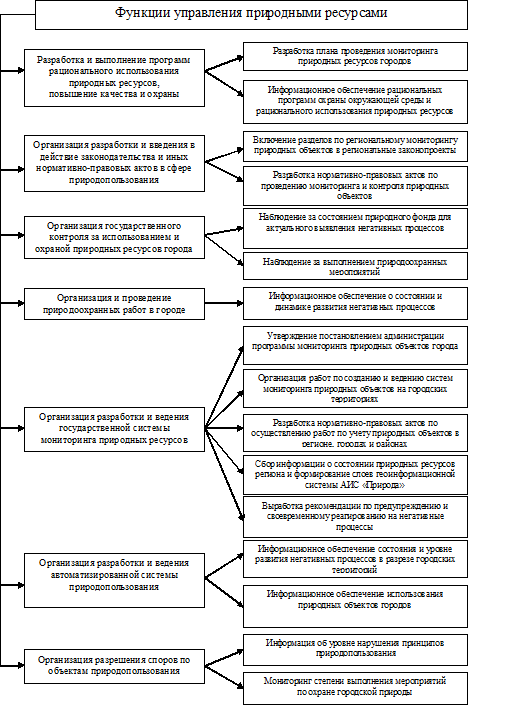 Функции управления природными ресурсами
Разработка и выполнение программ
рационального использования
природных ресурсов,
повышение качества и охраны
Разработка плана проведения мониторинга
природных ресурсов городов
Информационное обеспечение рациональных
программ охраны окружающей среды и
рационального использования природных ресурсов
Организация разработки и введения в
действие законодательства и иных
нормативно-правовых актов в сфере
природопользования
Включение разделов по региональному мониторингу
природных объектов в региональные законопроекты
Разработка нормативно-правовых актов по
проведению мониторинга и контроля природных
объектов
Организация государственного
контроля за использованием и
охраной природных ресурсов города
Наблюдение за состоянием природного фонда для
актуального выявления негативных процессов
Наблюдение за выполнением природоохранных
мероприятий
Организация и проведение
природоохранных работ в городе
Информационное обеспечение о состоянии и
динамике развития негативных процессов
Организация разработки и ведения
государственной системы
мониторинга природных ресурсов
Утверждение постановлением администрации
программы мониторинга природных объектов города
Организация работ по созданию и ведению систем
мониторинга природных объектов на городских
территориях
Разработка нормативно-правовых актов по
осуществлению работ по учету природных объектов в
регионе, городах и районах
Сбор информации о состоянии природных ресурсов
региона и формирование слоев геоинформационной
системы АИС «Природа»
Выработка рекомендации по предупреждению и
своевременному реагированию на негативные
процессы
Организация разработки и ведения
автоматизированной системы
природопользования
Информационное обеспечение состояния и уровне
развития негативных процессов в разрезе городских
территорий
Информационное обеспечение использования
природных объектов городов
Организация разрешения споров по
объектам природопользования
Информация об уровне нарушения принципов
природопользования
Мониторинг степени выполнения мероприятий
по охране городской природы